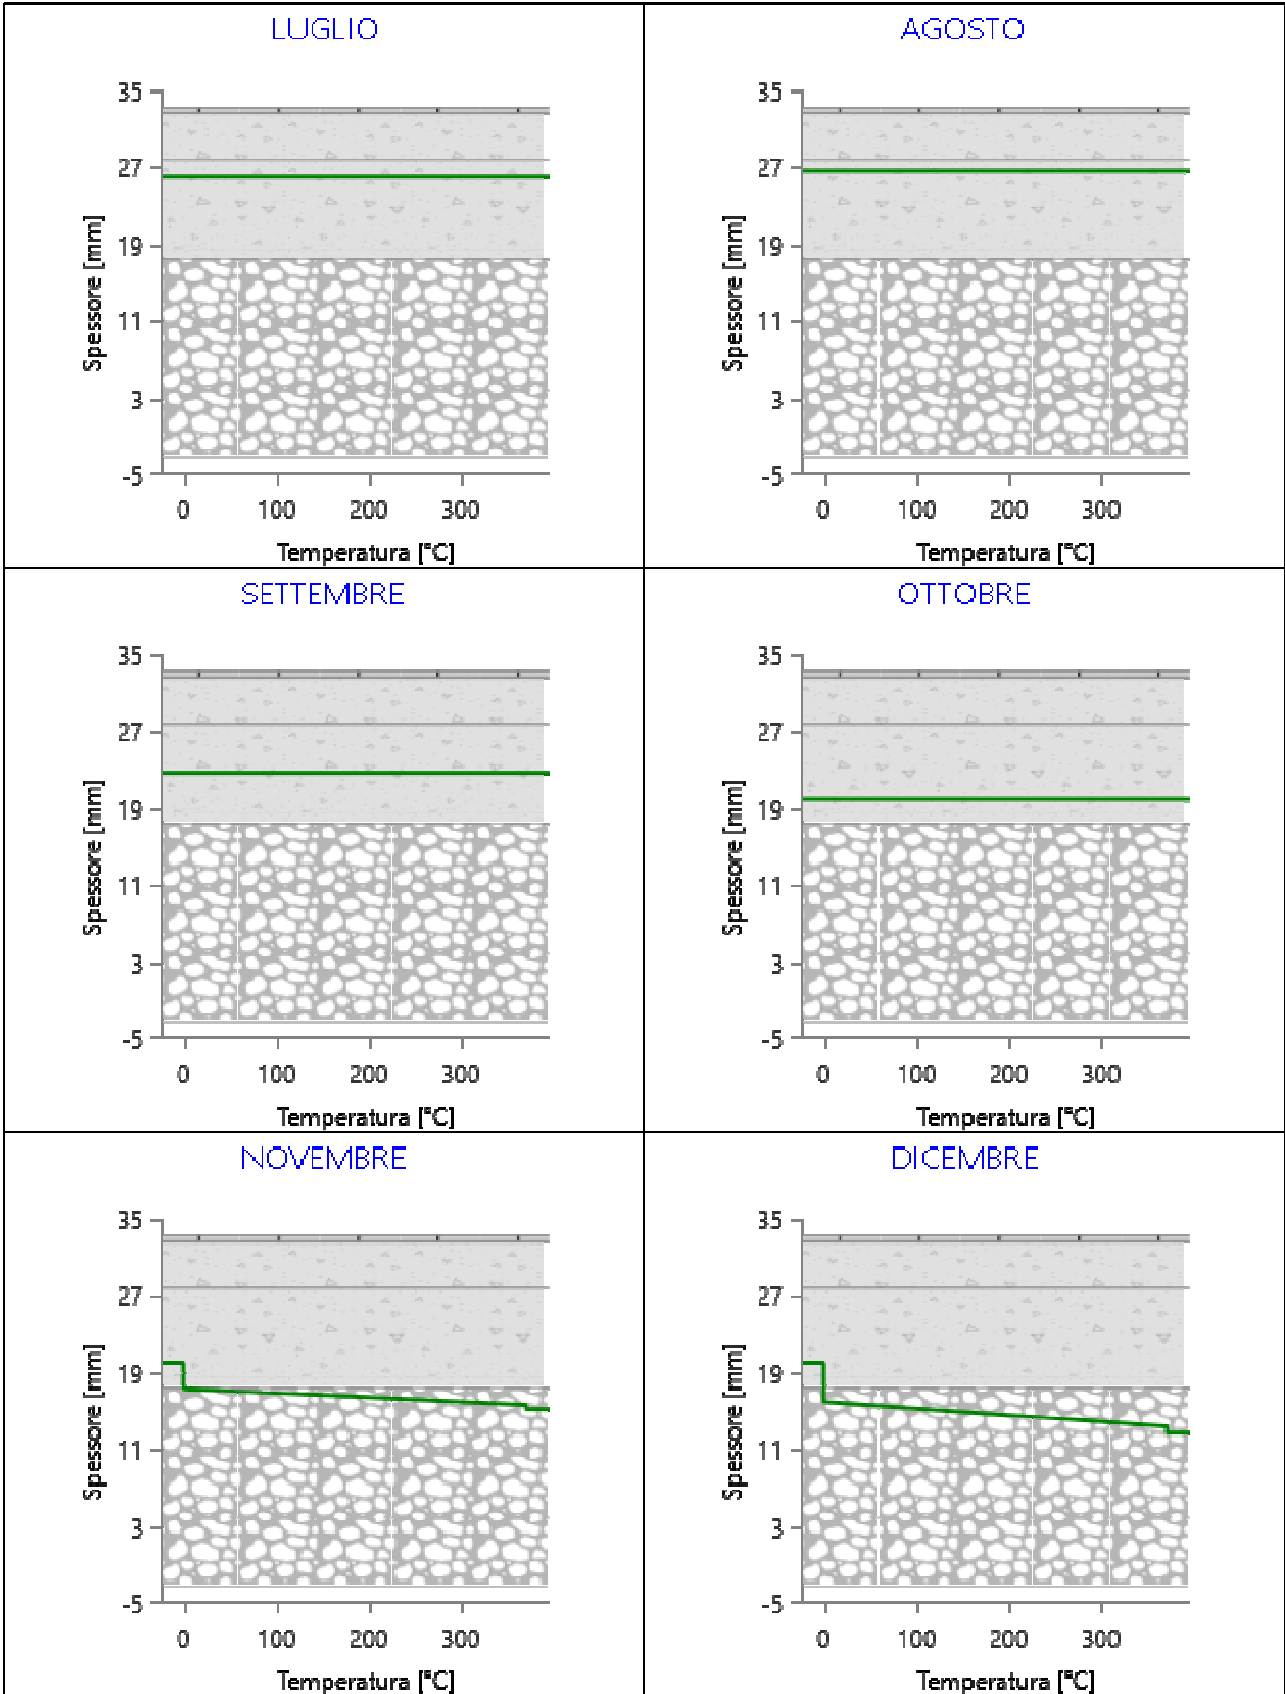 LUGLIO
35
27
19
11
3
-5
Spessore [mm]
0 100 200 300
Temperatura [°C]
AGOSTO
35
27
19
11
3
-5
Spessore [mm]
0 100 200 300
Temperatura [°C]
SETTEMBRE
35
27
19
11
3
-5
Spessore [mm]
0 100 200 300
Temperatura [°C]
OTTOBRE
35
27
19
11
3
-5
Spessore [mm]
0 100 200 300
Temperatura [°C]
NOVEMBRE
35
27
19
11
3
-5
Spessore [mm]
0 100 200 300
Temperatura [°C]
DICEMBRE
35
27
19
11
3
-5
Spessore [mm]
0 100 200 300
Temperatura [°C]